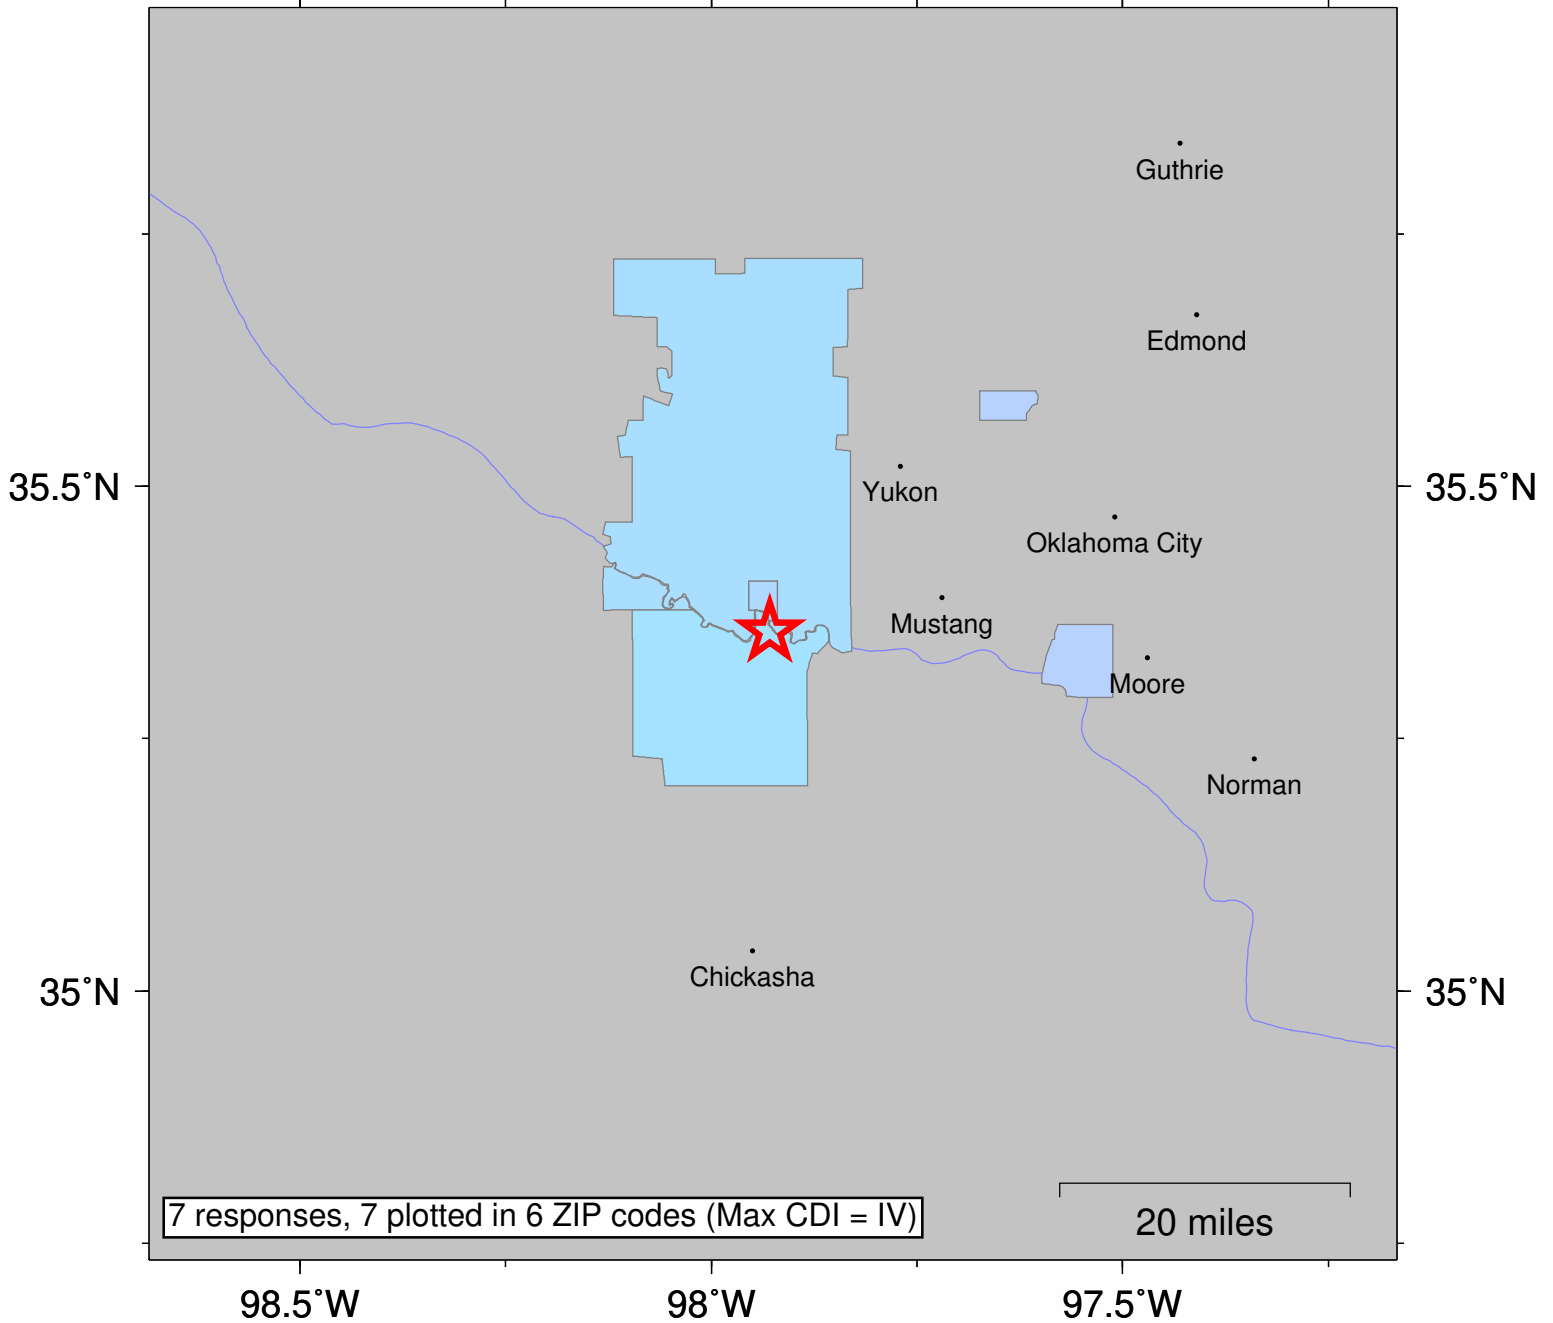 Guthrie
Edmond
35.5˚N
35.5˚N
Yukon
Oklahoma City
Mustang
Moore
Norman
Chickasha
35˚N
35˚N
7 responses, 7 plotted in 6 ZIP codes (Max CDI = IV)
20 miles
98.5˚W
98˚W
97.5˚W